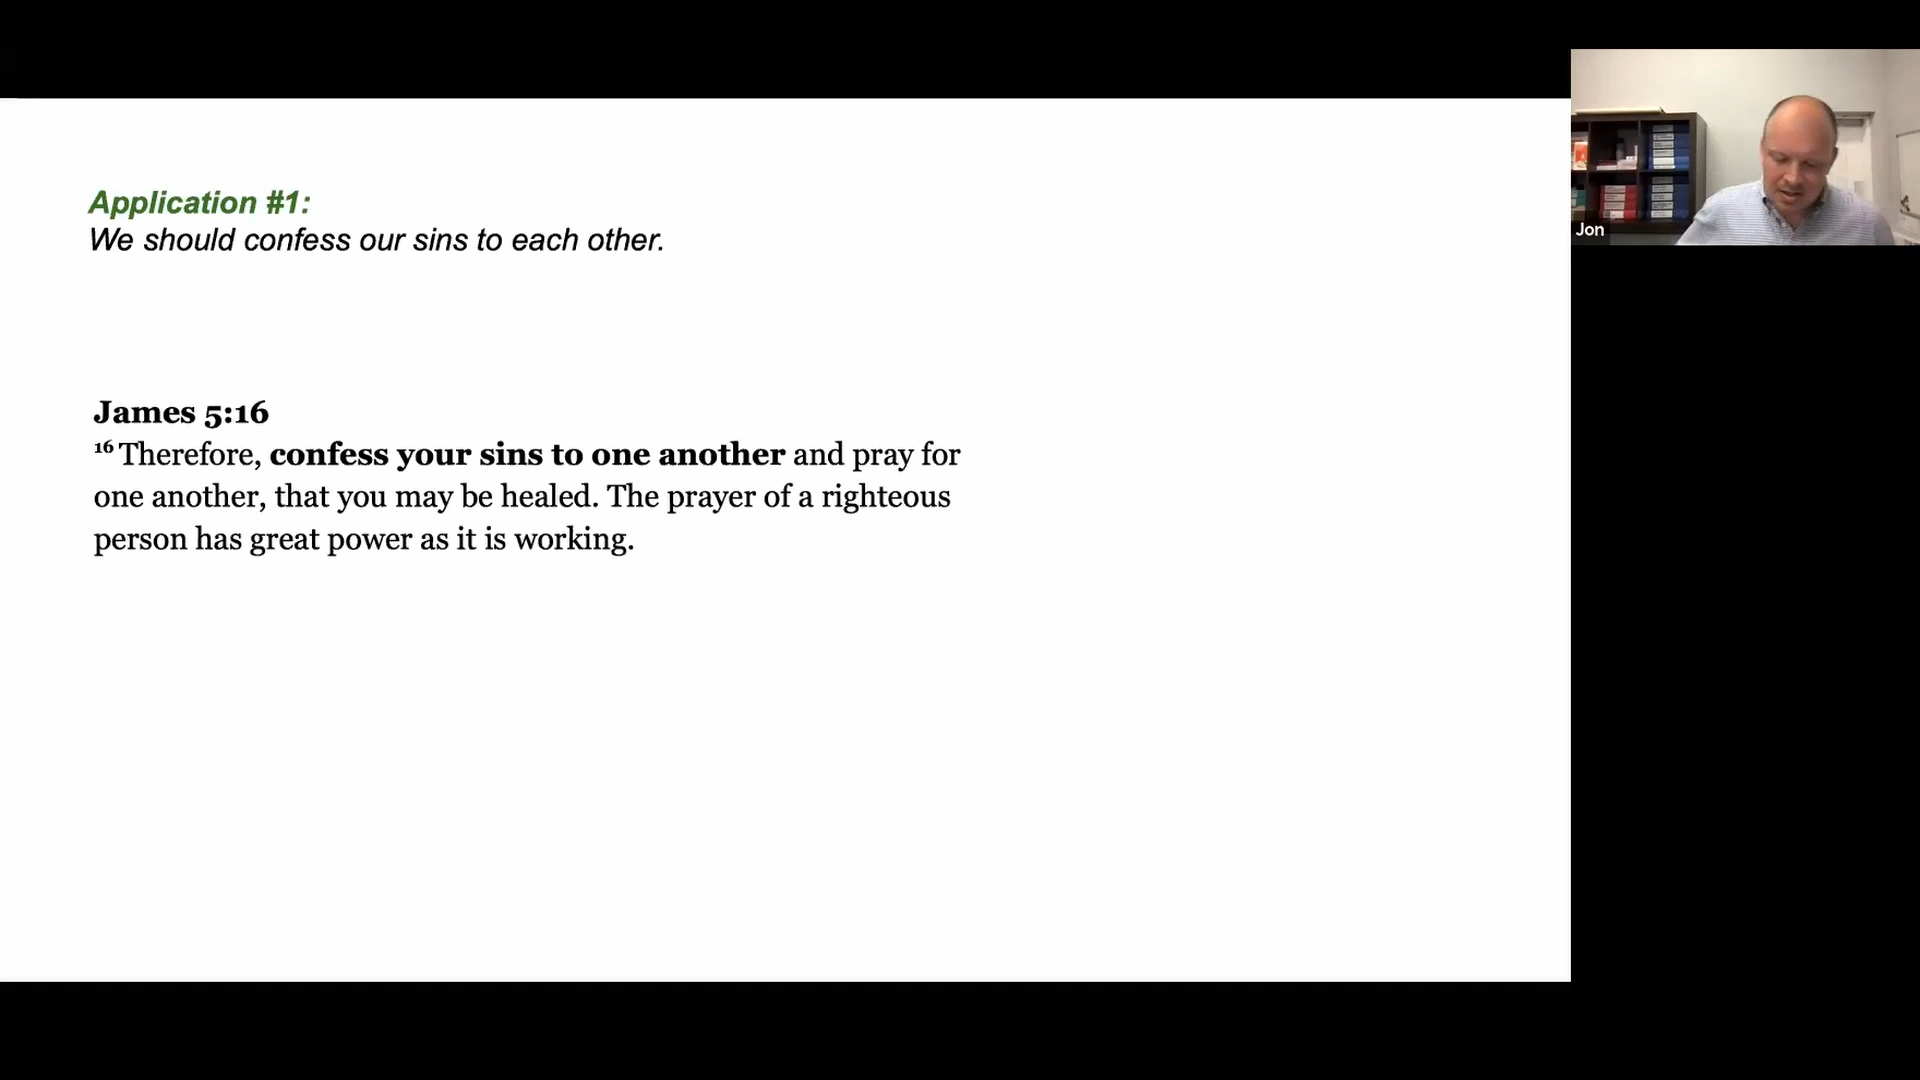 Application #1:
We should confess our sins to each other.
James 5:16
16 Therefore, confess your sins to one another and pray for
one another, that you may be healed. The prayer of a righteous
person has great power as it is working.
Jon